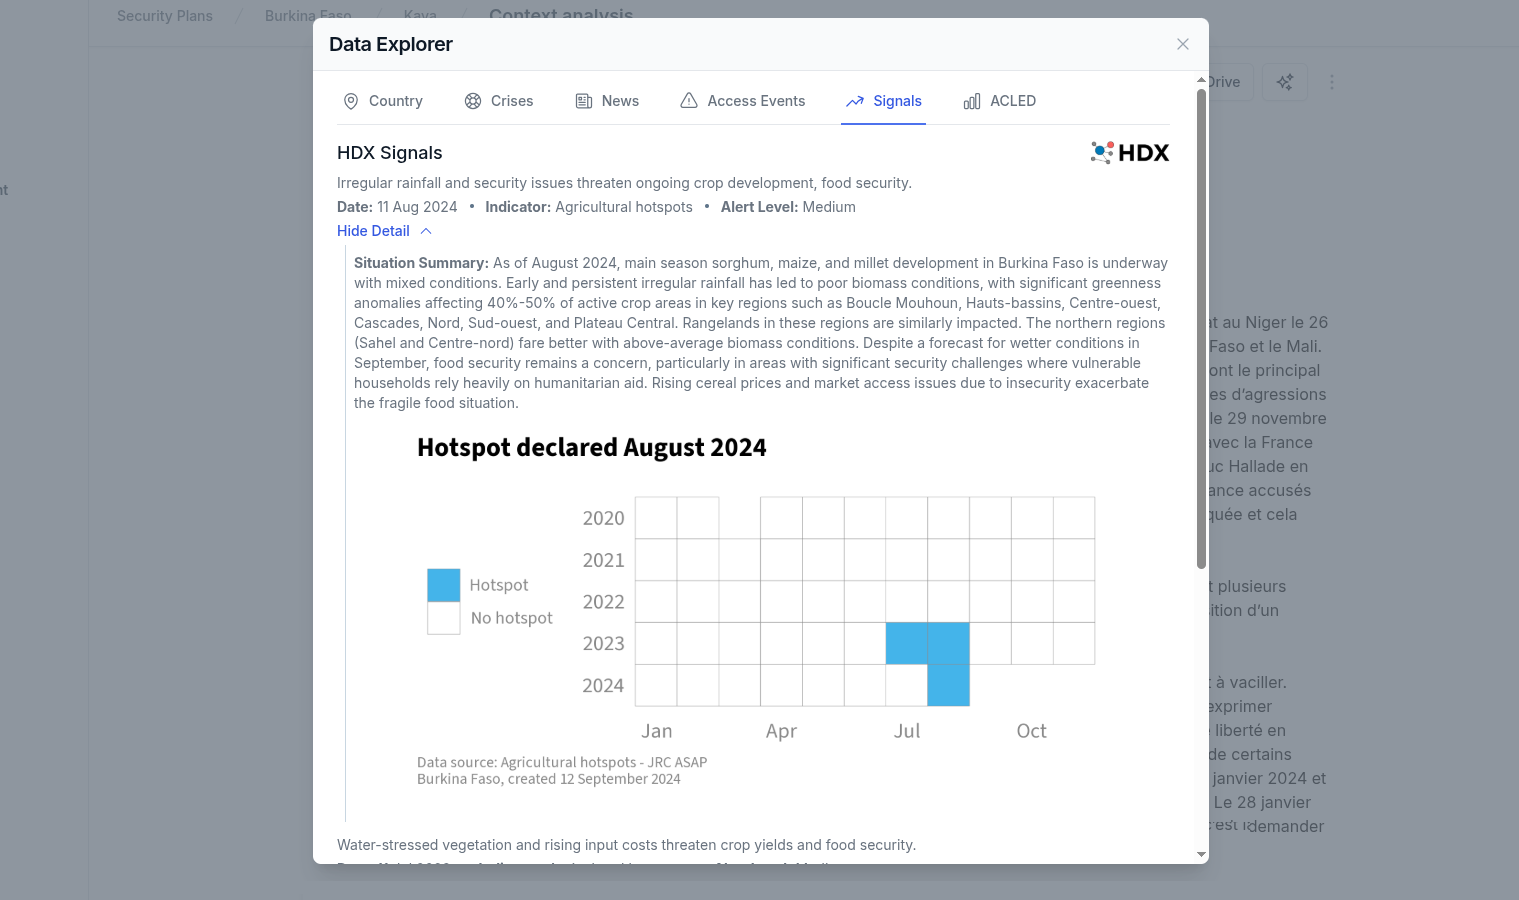 Security Plans / Burkina Faso / Kaya / Context analysis
Data Explorer
Drive
Country Crises News Access Events Signals ACLED
HDX Signals
HDX
Irregular rainfall and security issues threaten ongoing crop development, food security.
Date: 11 Aug 2024 • Indicator: Agricultural hotspots • Alert Level: Medium
Hide Detail
Situation Summary: As of August 2024, main season sorghum, maize, and millet development in Burkina Faso is underway
with mixed conditions. Early and persistent irregular rainfall has led to poor biomass conditions, with significant greenness
anomalies affecting 40%-50% of active crop areas in key regions such as Boucle Mouhoun, Hauts-bassins, Centre-ouest,
Cascades, Nord, Sud-ouest, and Plateau Central. Rangelands in these regions are similarly impacted. The northern regions
(Sahel and Centre-nord) fare better with above-average biomass conditions. Despite a forecast for wetter conditions in
September, food security remains a concern, particularly in areas with significant security challenges where vulnerable
households rely heavily on humanitarian aid. Rising cereal prices and market access issues due to insecurity exacerbate
the fragile food situation.
Hotspot declared August 2024
2020
2021
2022
2023
2024
Hotspot
No hotspot
Jan Apr Jul Oct
Data source: Agricultural hotspots - JRC ASAP
Burkina Faso, created 12 September 2024
Water-stressed vegetation and rising input costs threaten crop yields and food security.
at au Niger le 26
Faso et le Mali.
ont le principal
es d'agressions
le 29 novembre
avec la France
uc Hallade en
ance accusés
quée et cela
t plusieurs
sition d'un
t à vaciller.
exprimer
liberté en
de certains
janvier 2024 et
Le 28 janvier
demander
nt